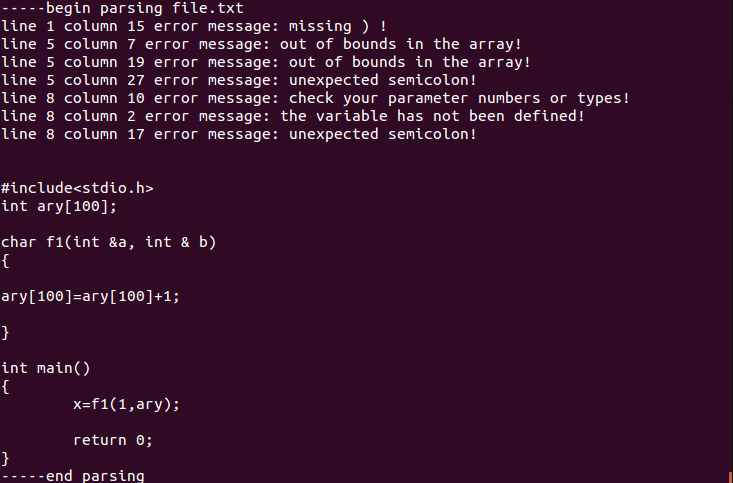 -----begin parsing file.txt
line 1 column 15 error message: missing ) !
line 5 column 7 error message: out of bounds in the array!
line 5 column 19 error message: out of bounds in the array!
line 5 column 27 error message: unexpected semicolon!
line 8 column 10 error message: check your parameter numbers or types!
line 8 column 2 error message: the variable has not been defined!
line 8 column 17 error message: unexpected semicolon!
#include<stdio.h>
int ary[100];
char f1(int &a, int & b)
{
ary[100]=ary[100]+1;
}
int main()
{
        x=f1(1,ary);
        return 0;
}
-----end parsing